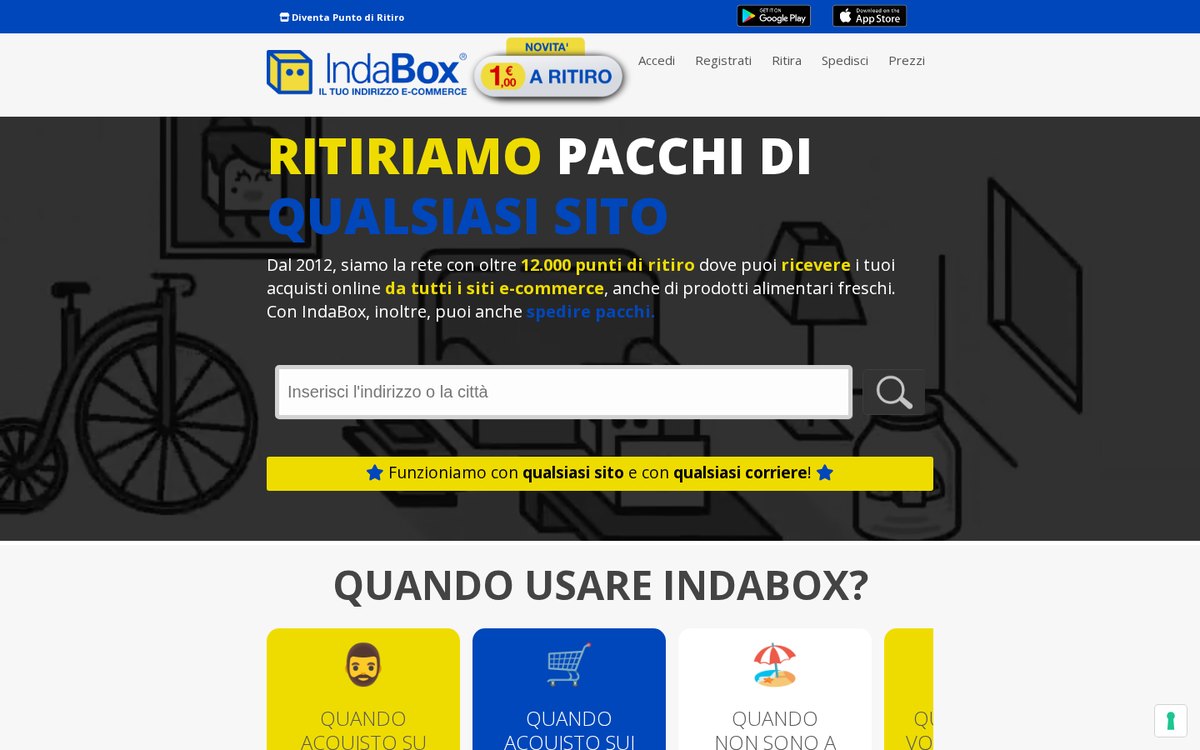 Diventa Punto di Ritiro
GET IT ON
Google Play
Download on the
App Store
IndaBox®
IL TUO INDIRIZZO E-COMMERCE
NOVITA'
1,00 € A RITIRO
Accedi
Registrati
Ritira
Spedisci
Prezzi
RITIRIAMO PACCHI DI
QUALSIASI SITO
Dal 2012, siamo la rete con oltre 12.000 punti di ritiro dove puoi ricevere i tuoi
acquisti online da tutti i siti e-commerce, anche di prodotti alimentari freschi.
Con IndaBox, inoltre, puoi anche spedire pacchi.
Inserisci l'indirizzo o la città
Funzioniamo con qualsiasi sito e con qualsiasi corriere!
QUANDO USARE INDABOX?
QUANDO
ACQUISTO SU
QUANDO
ACQUISTO SUI
QUANDO
NON SONO A